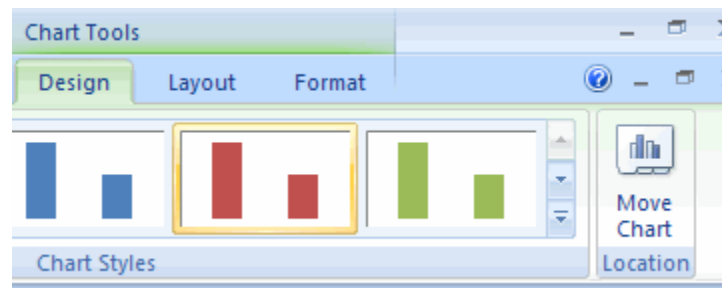 Chart Tools
Design Layout Format
Move
Chart
Chart Styles Location